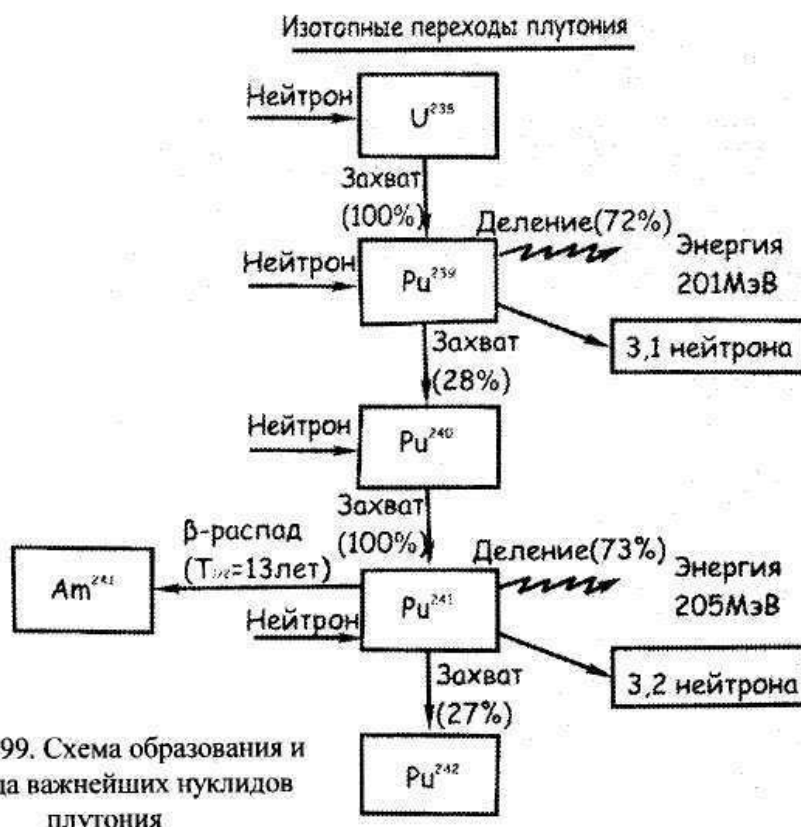 Изотопные переходы плутония
Нейтрон
U²³⁸
Захват
(100%)
Деление(72%)
Энергия
201МэВ
Нейтрон
Pu²³⁹
3,1 нейтрона
Захват
(28%)
Нейтрон
Pu²⁴⁰
Захват
(100%)
β-распад
(T₁/₂=13лет)
Деление(73%)
Энергия
205МэВ
Am²⁴¹
Pu²⁴¹
Нейтрон
3,2 нейтрона
Захват
(27%)
Pu²⁴²
99. Схема образования и
да важнейших нуклидов
плутония